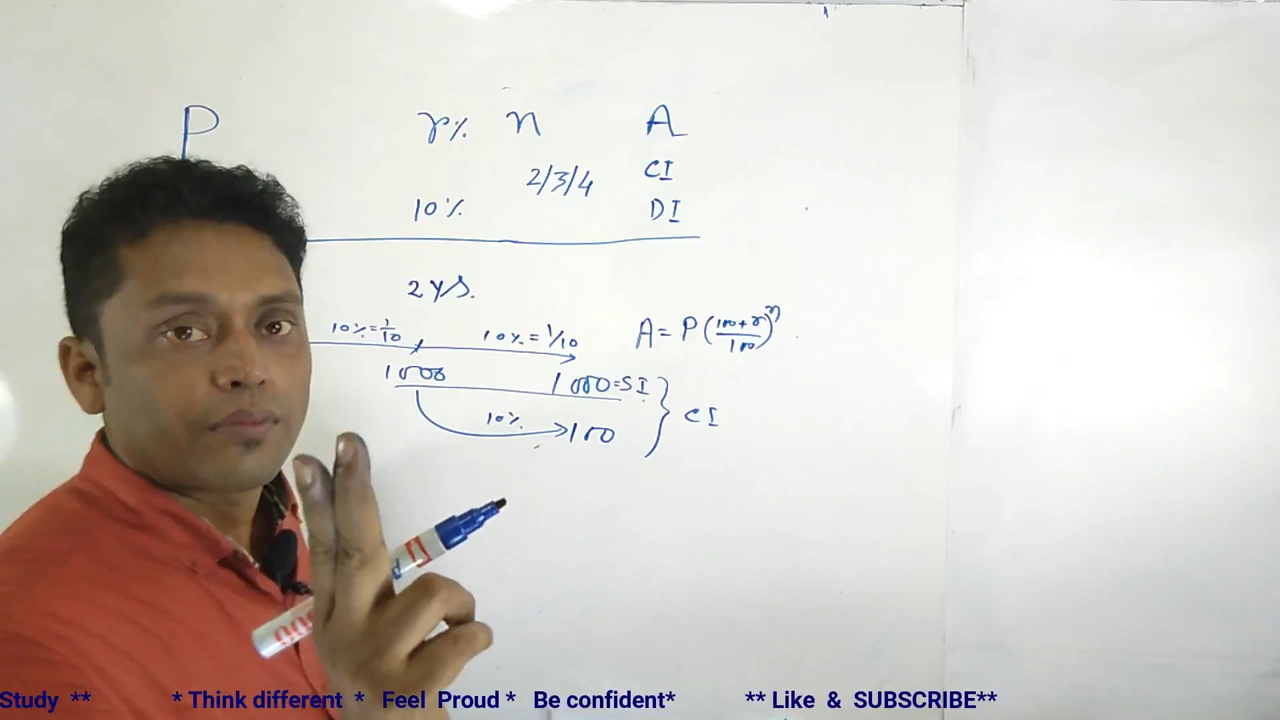 P r% n A
2/3/4 CI
10% DI
2 Yrs.
10%=1/10 10%=1/10 A=P(100+r/100)^n
1000 1000=SI } CI
10% 100
Study ** * Think different * Feel Proud * Be confident* ** Like & SUBSCRIBE**